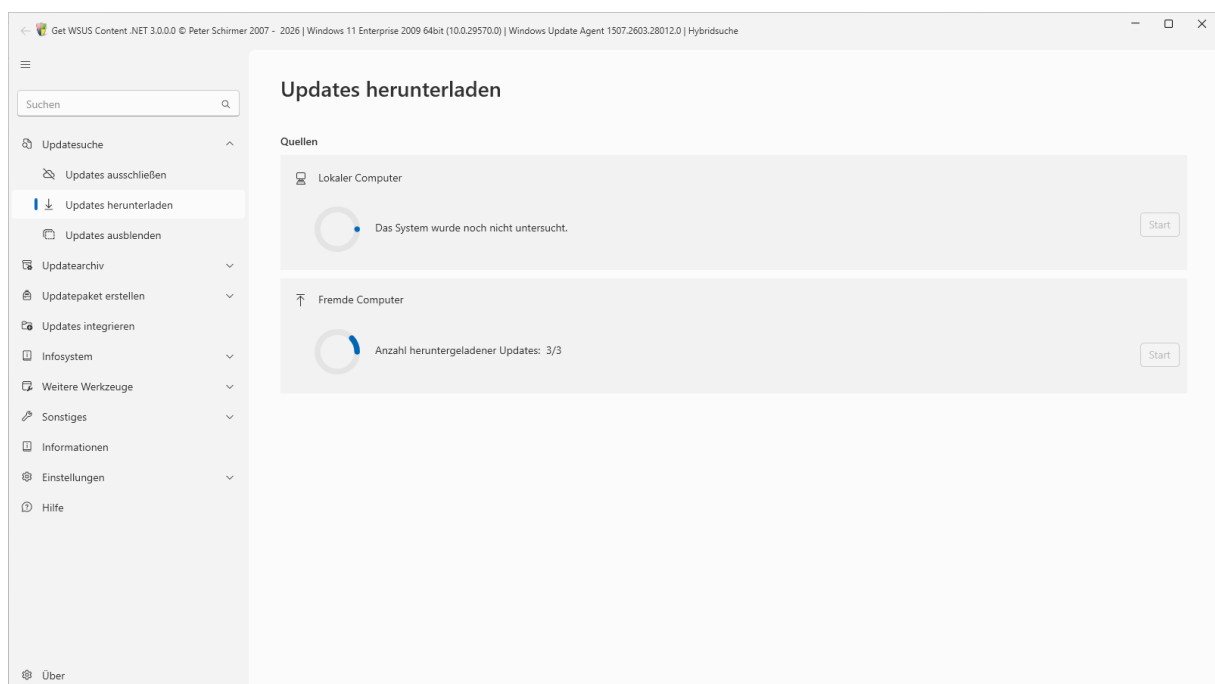 Get WSUS Content .NET 3.0.0.0 © Peter Schirmer 2007 - 2026 | Windows 11 Enterprise 2009 64bit (10.0.29570.0) | Windows Update Agent 1507.2603.28012.0 | Hybridsuche
Suchen
Updatesuche
Updates ausschließen
Updates herunterladen
Updates ausblenden
Updatearchiv
Updatepaket erstellen
Updates integrieren
Infosystem
Weitere Werkzeuge
Sonstiges
Informationen
Einstellungen
Hilfe
Über
Updates herunterladen
Quellen
Lokaler Computer
Das System wurde noch nicht untersucht.
Start
Fremde Computer
Anzahl heruntergeladener Updates: 3/3
Start